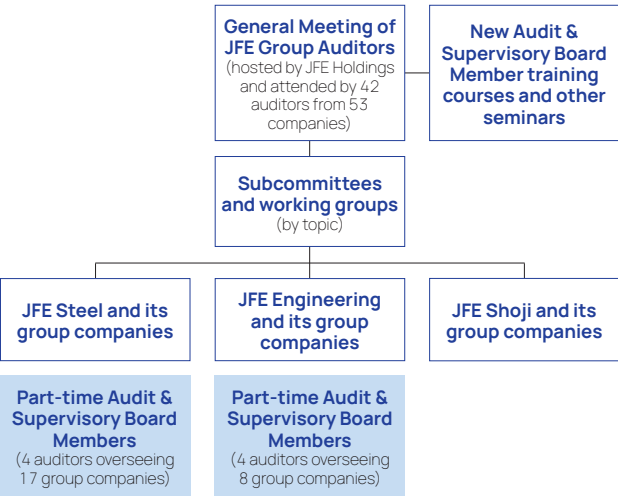 General Meeting of
JFE Group Auditors
(hosted by JFE Holdings
and attended by 42
auditors from 53
companies)
New Audit &
Supervisory Board
Member training
courses and other
seminars
Subcommittees
and working groups
(by topic)
JFE Steel and its
group companies
JFE Engineering
and its group
companies
JFE Shoji and its
group companies
Part-time Audit &
Supervisory Board
Members
(4 auditors overseeing
17 group companies)
Part-time Audit &
Supervisory Board
Members
(4 auditors overseeing
8 group companies)